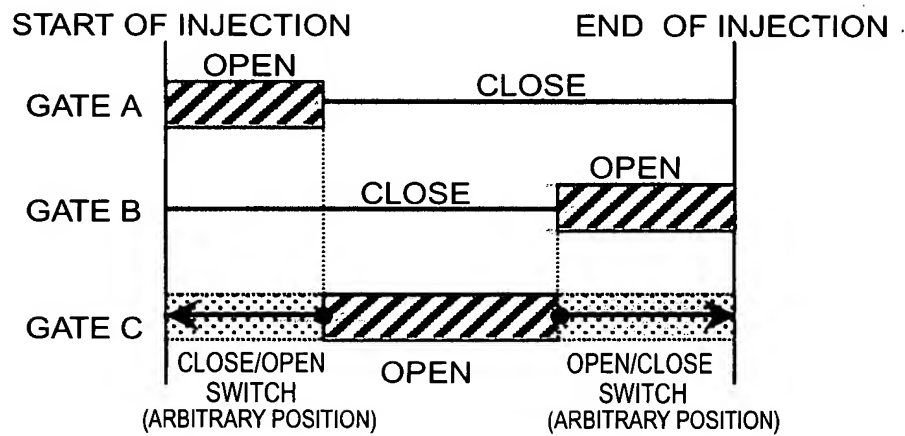 START OF INJECTION
END OF INJECTION
OPEN
GATE A
CLOSE
OPEN
GATE B
CLOSE
GATE C
CLOSE/OPEN
SWITCH
(ARBITRARY POSITION)
OPEN
OPEN/CLOSE
SWITCH
(ARBITRARY POSITION)